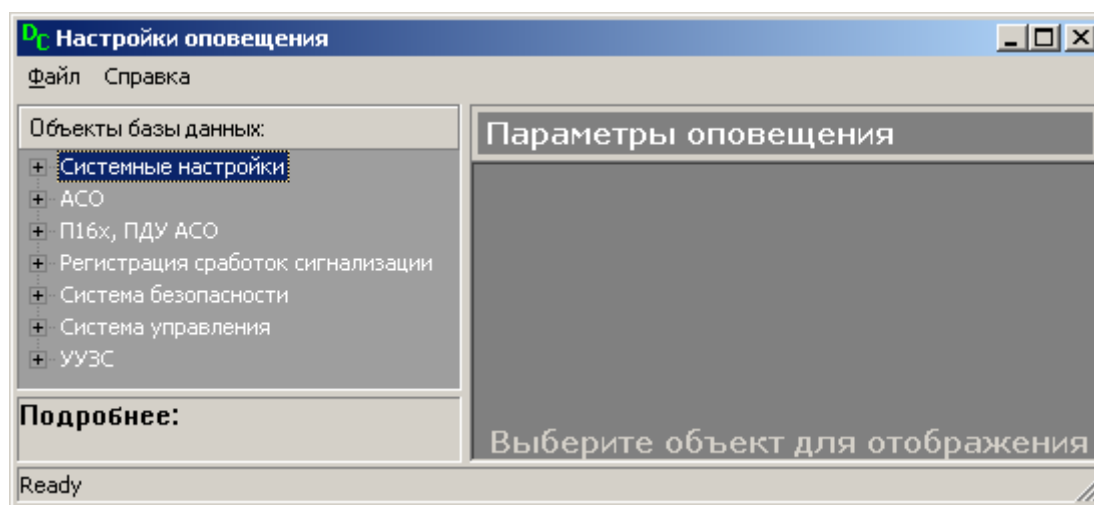 DC Настройки оповещения
Файл Справка
Объекты базы данных:
Системные настройки
АСО
П16х, ПДУ АСО
Регистрация сработок сигнализации
Система безопасности
Система управления
УУЗС
Подробнее:
Параметры оповещения
Выберите объект для отображения
Ready